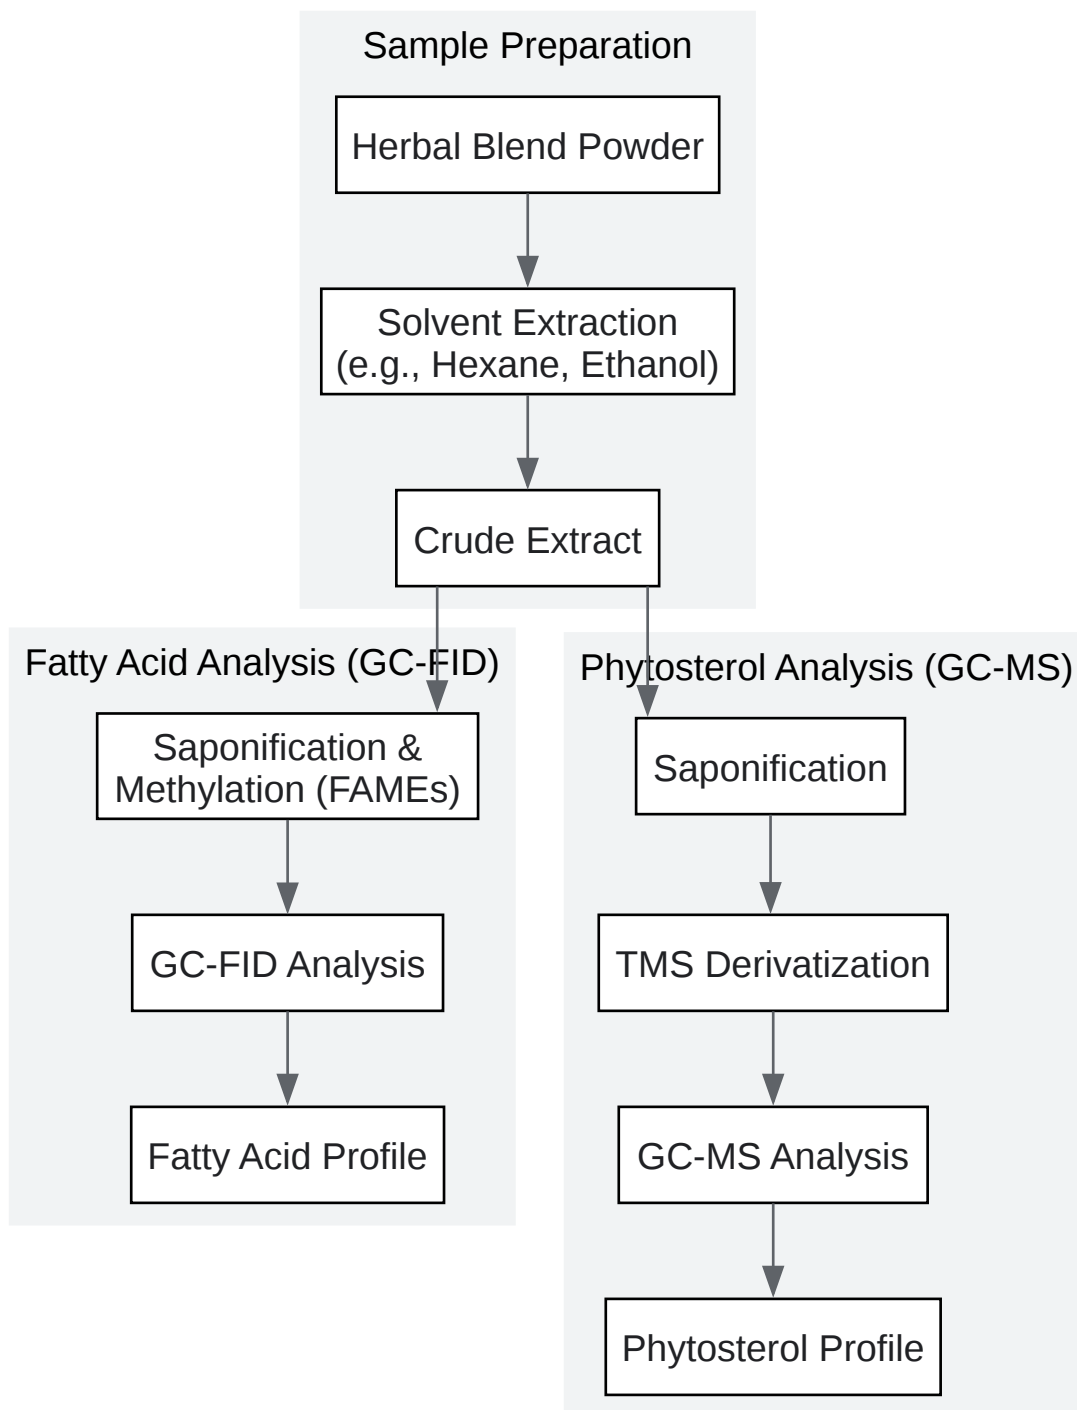 Sample Preparation
Herbal Blend Powder
Solvent Extraction
(e.g., Hexane, Ethanol)
Crude Extract
Fatty Acid Analysis (GC-FID)
Saponification &
Methylation (FAMEs)
GC-FID Analysis
Fatty Acid Profile
Phytosterol Analysis (GC-MS)
Saponification
TMS Derivatization
GC-MS Analysis
Phytosterol Profile